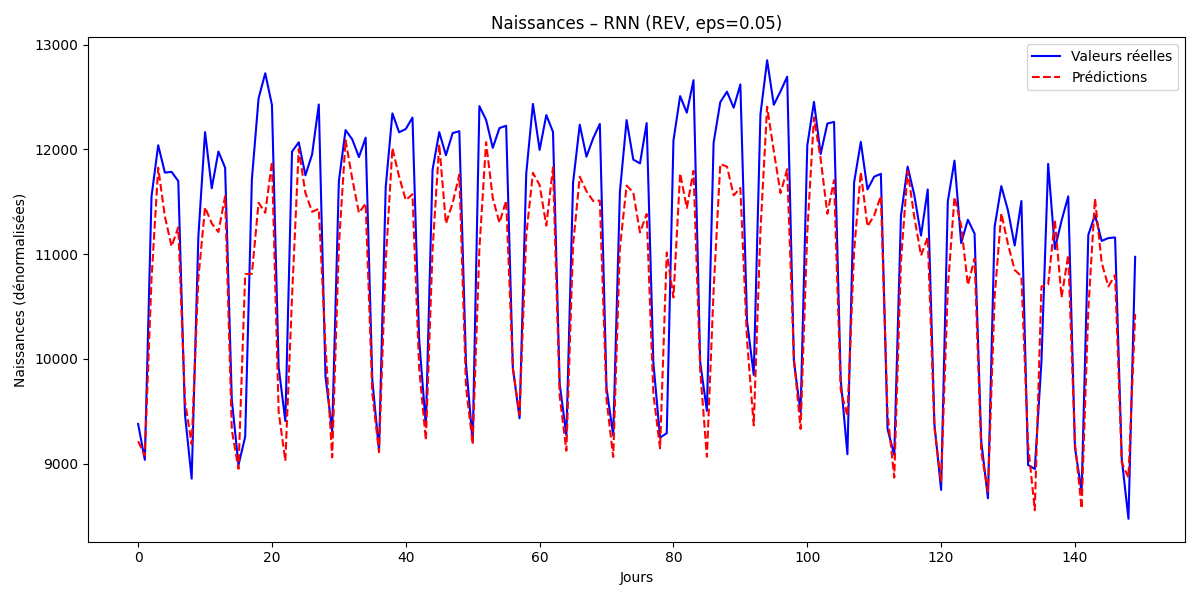 Naissances – RNN (REV, eps=0.05)
Valeurs réelles
Prédictions
13000
12000
11000
10000
9000
Naissances (dénormalisées)
0 20 40 60 80 100 120 140
Jours